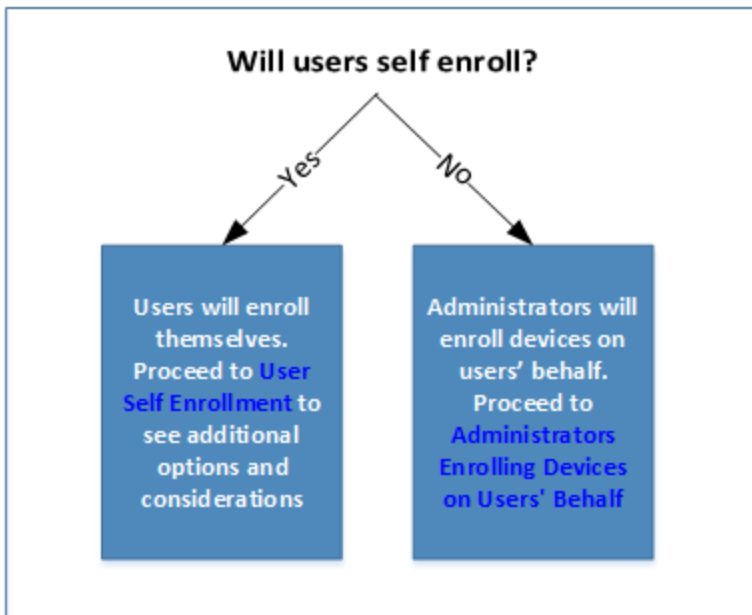 Will users self enroll?
Yes
No
Users will enroll
themselves.
Proceed to User
Self Enrollment to
see additional
options and
considerations
Administrators will
enroll devices on
users’ behalf.
Proceed to
Administrators
Enrolling Devices
on Users' Behalf